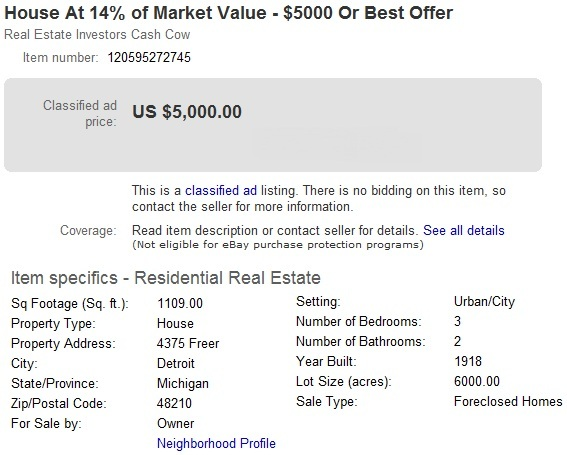 House At 14% of Market Value - $5000 Or Best Offer
Real Estate Investors Cash Cow
Item number: 120595272745
Classified ad price: US $5,000.00
This is a classified ad listing. There is no bidding on this item, so
contact the seller for more information.
Coverage: Read item description or contact seller for details. See all details
(Not eligible for eBay purchase protection programs)
Item specifics - Residential Real Estate
Sq Footage (Sq. ft.): 1109.00
Property Type: House
Property Address: 4375 Freer
City: Detroit
State/Province: Michigan
Zip/Postal Code: 48210
For Sale by: Owner
Neighborhood Profile
Setting: Urban/City
Number of Bedrooms: 3
Number of Bathrooms: 2
Year Built: 1918
Lot Size (acres): 6000.00
Sale Type: Foreclosed Homes